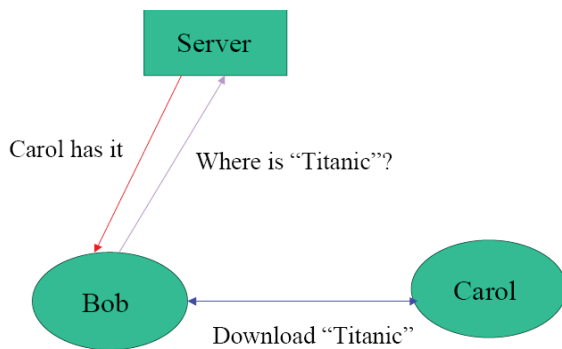 Server
Carol has it
Where is “Titanic”?
Bob
Carol
Download “Titanic”